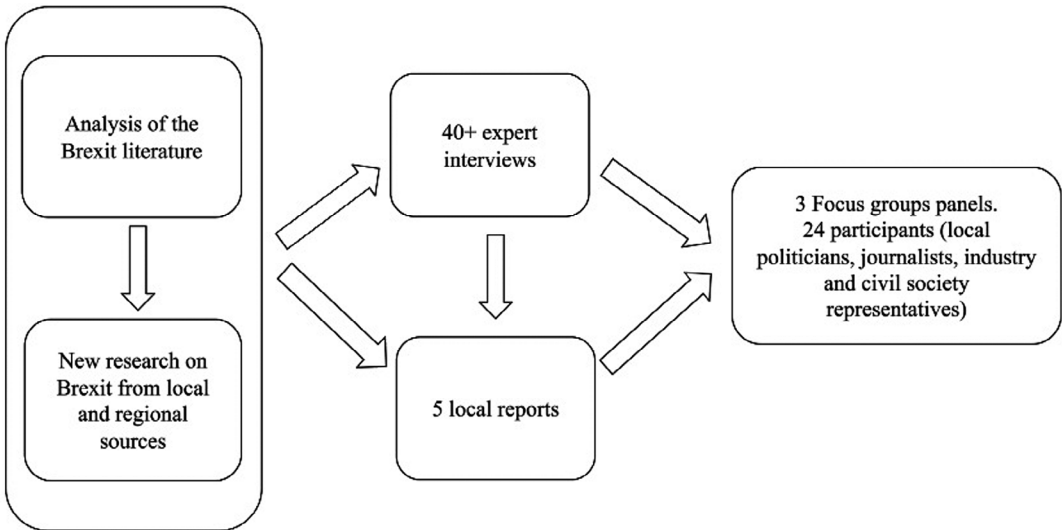 Analysis of the
Brexit literature
New research on
Brexit from local
and regional
sources
40+ expert
interviews
5 local reports
3 Focus groups panels.
24 participants (local
politicians, journalists, industry
and civil society
representatives)